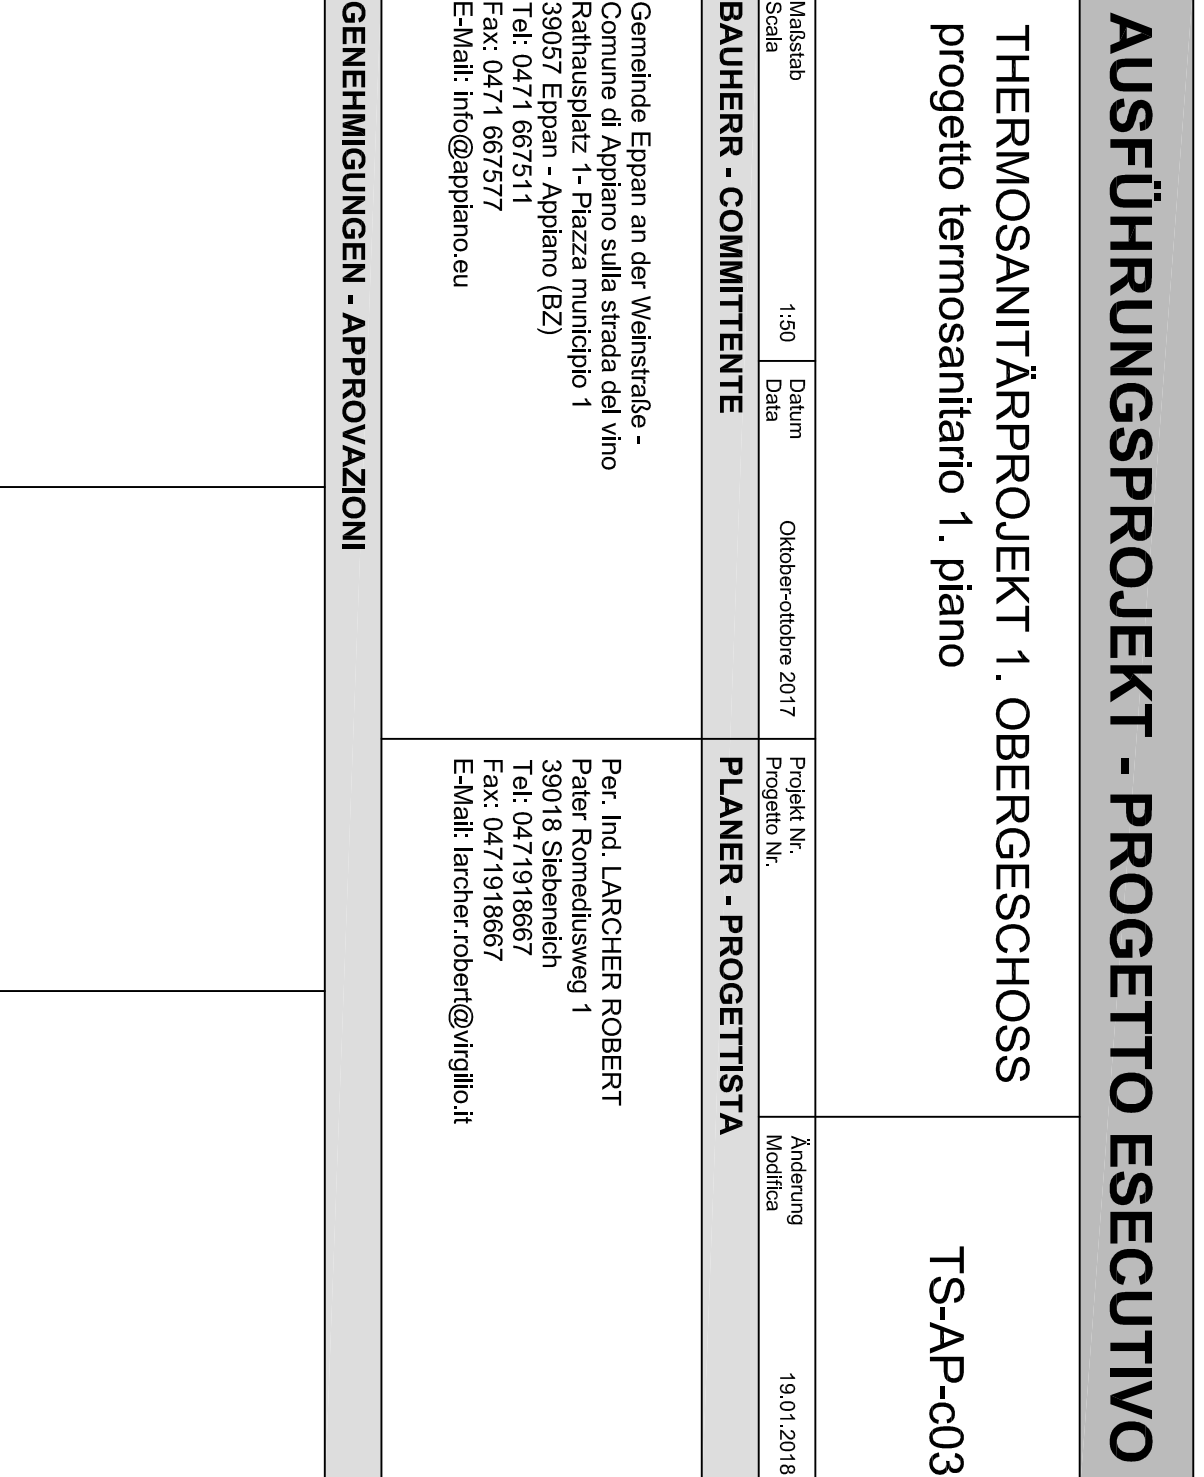 AUSFÜHRUNGSPROJEKT - PROGETTO ESECUTIVO
THERMOSANITÄRPROJEKT 1. OBERGESCHOSS
progetto termosanitario 1. piano
TS-AP-c03
Maßstab
Scala
1:50
Datum
Data
Oktober-ottobre 2017
Projekt Nr.
Progetto Nr.
Änderung
Modifica
19.01.2018
BAUHERR - COMMITTENTE
Gemeinde Eppan an der Weinstraße -
Comune di Appiano sulla strada del vino
Rathausplatz 1- Piazza municipio 1
39057 Eppan - Appiano (BZ)
Tel: 0471 667511
Fax: 0471 667577
E-Mail: info@appiano.eu
PLANER - PROGETTISTA
Per. Ind. LARCHER ROBERT
Pater Romediusweg 1
39018 Siebeneich
Tel: 0471918667
Fax: 0471918667
E-Mail: larcher.robert@virgilio.it
GENEHMIGUNGEN - APPROVAZIONI